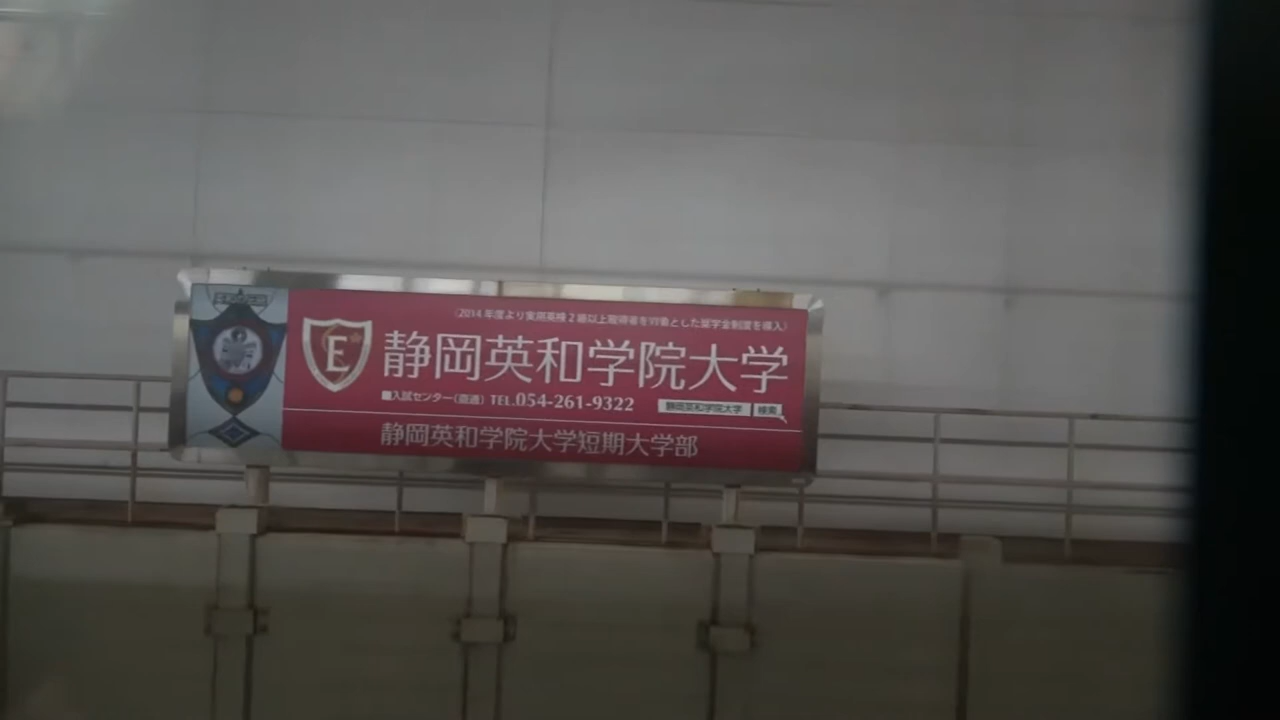 (2014年度より実用英検2級以上取得者を対象とした奨学金制度を導入)
E
静岡英和学院大学
■入試センター(直通) TEL.054-261-9322 静岡英和学院大学 検索
静岡英和学院大学短期大学部